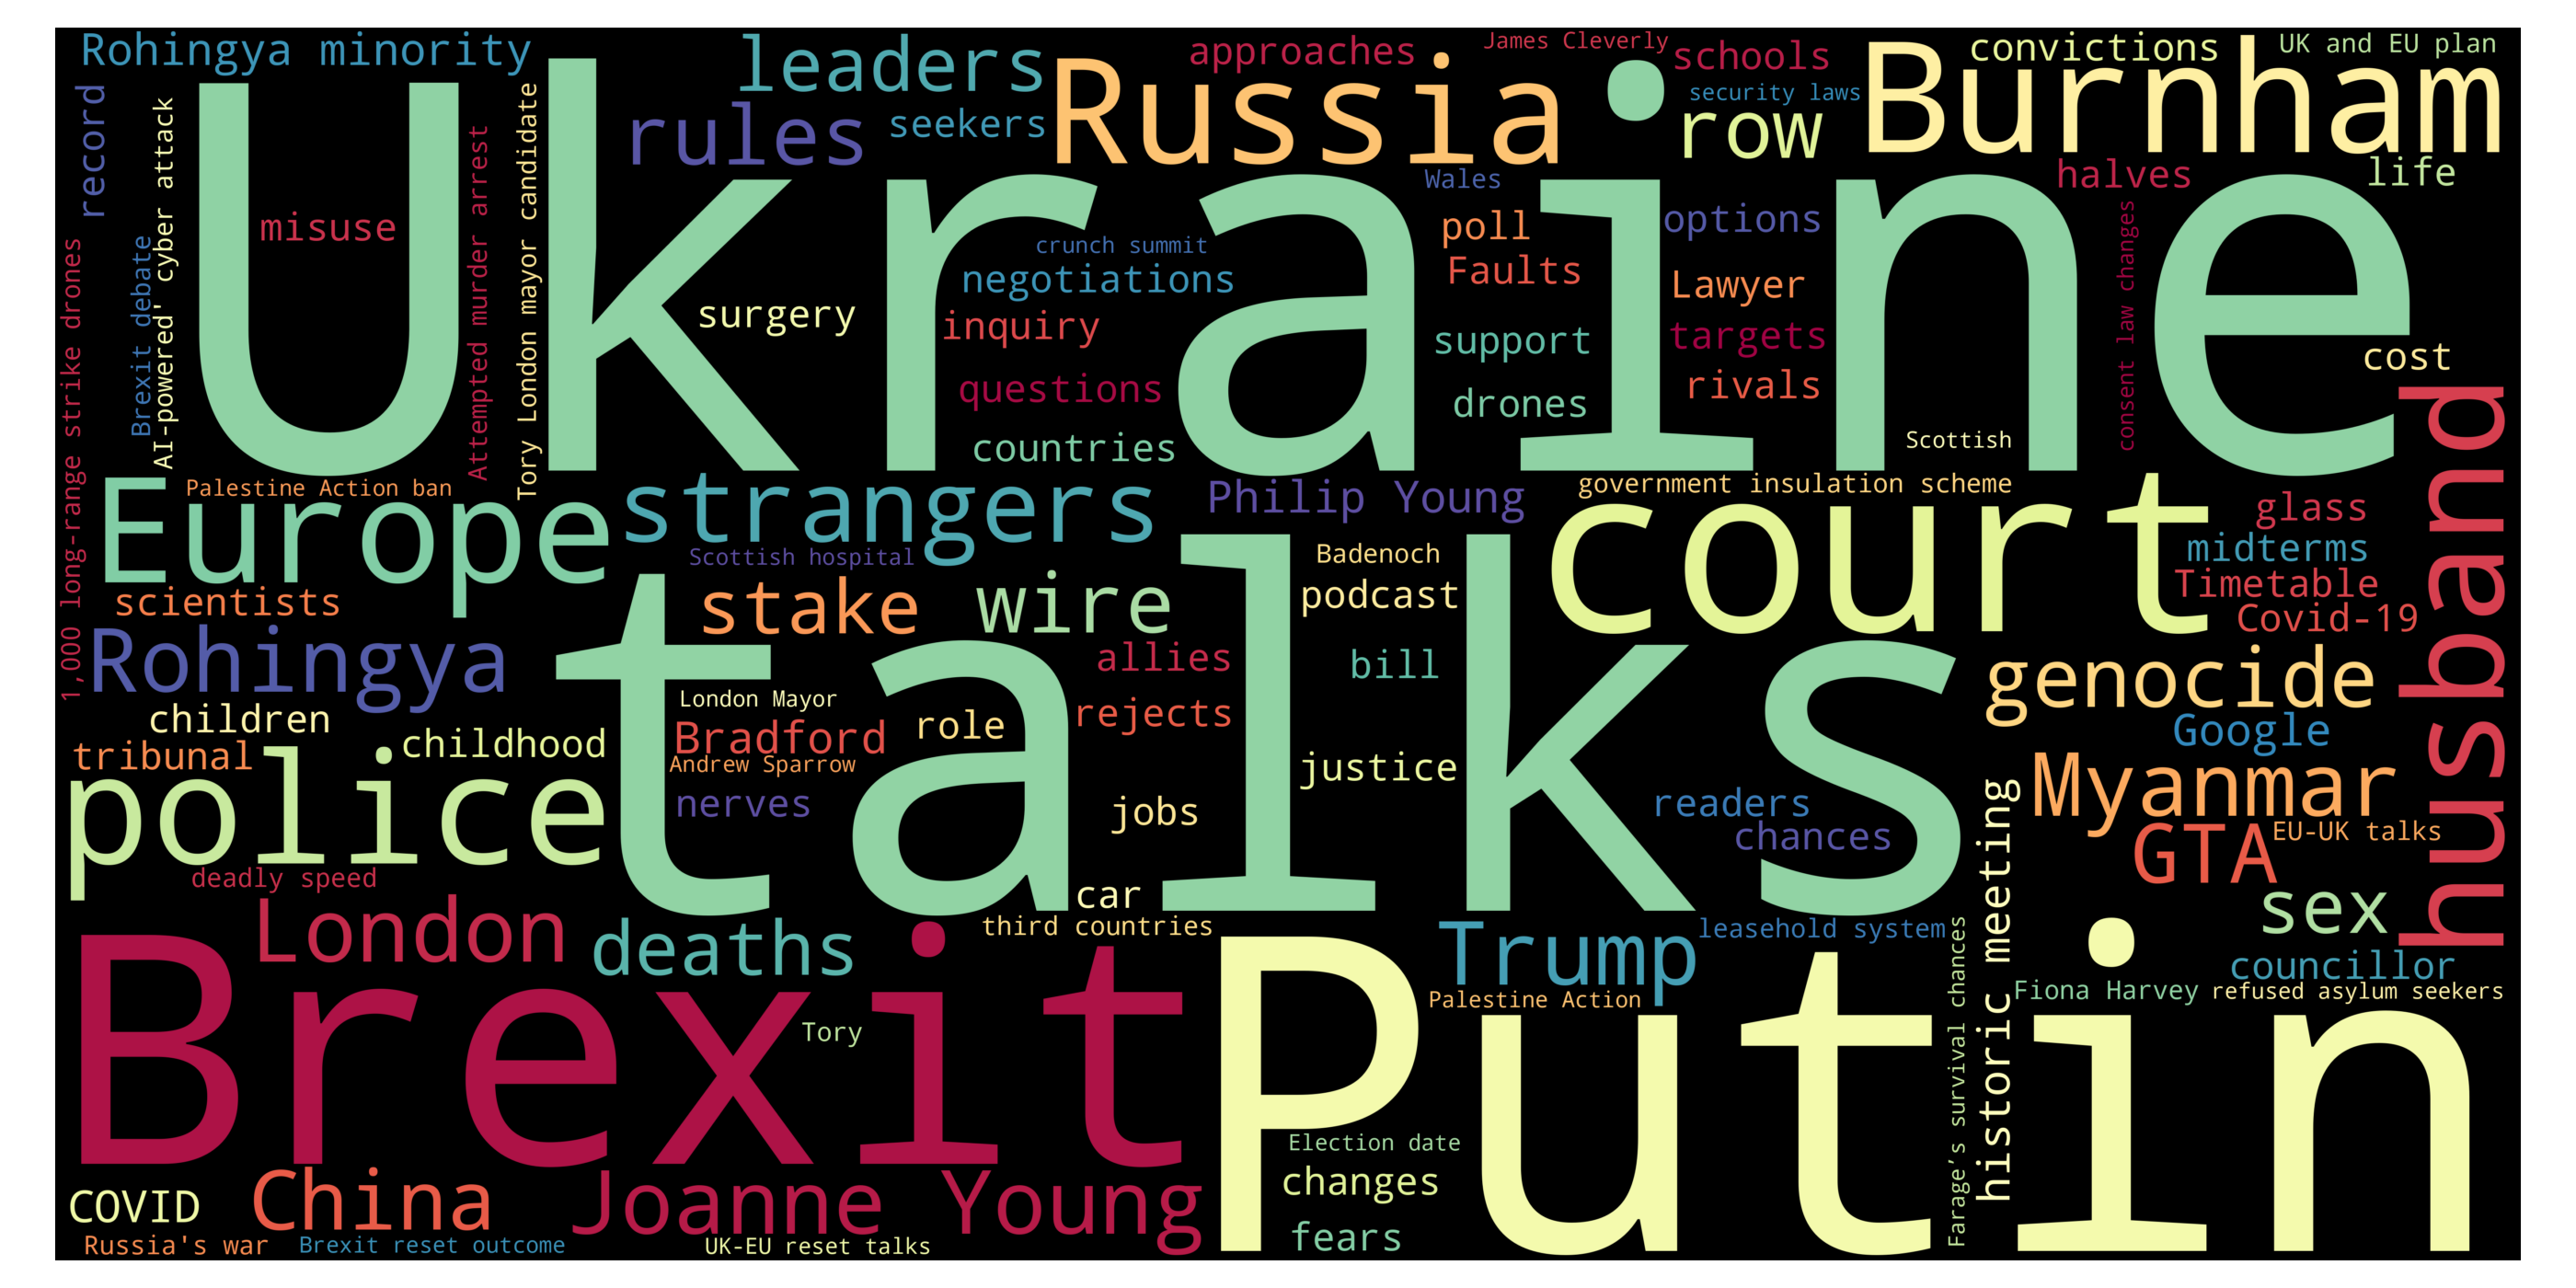 Rohingya minority
leaders
approaches
James Cleverly
schools
convictions
UK and EU plan
Russia
Burnham
record
AI-powered' cyber attack
Attempted murder arrest
Tory London mayor candidate
rules
seekers
security laws
row
Ukraine
Wales
halves
life
misuse
poll
options
consent law changes
1,000 long-range strike drones
Brexit debate
crunch summit
negotiations
Faults
Lawyer
surgery
inquiry
support
targets
cost
questions
drones
rivals
husband
countries
Scottish
Europe
Palestine Action ban
strangers
Philip Young
government insulation scheme
court
glass
midterms
Scottish hospital
Badenoch
Timetable
scientists
stake
wire
podcast
Covid-19
talks
Rohingya
allies
bill
genocide
London Mayor
children
rejects
role
Bradford
Google
tribunal
childhood
Andrew Sparrow
justice
police
nerves
jobs
readers
Myanmar
chances
EU-UK talks
GTA
deadly speed
car
sex
historic meeting
London
deaths
third countries
Trump
leasehold system
Farage’s survival chances
councillor
Brexit
Palestine Action
Fiona Harvey
refused asylum seekers
Putin
Tory
Election date
changes
COVID
China
Joanne Young
fears
Russia's war
Brexit reset outcome
UK-EU reset talks